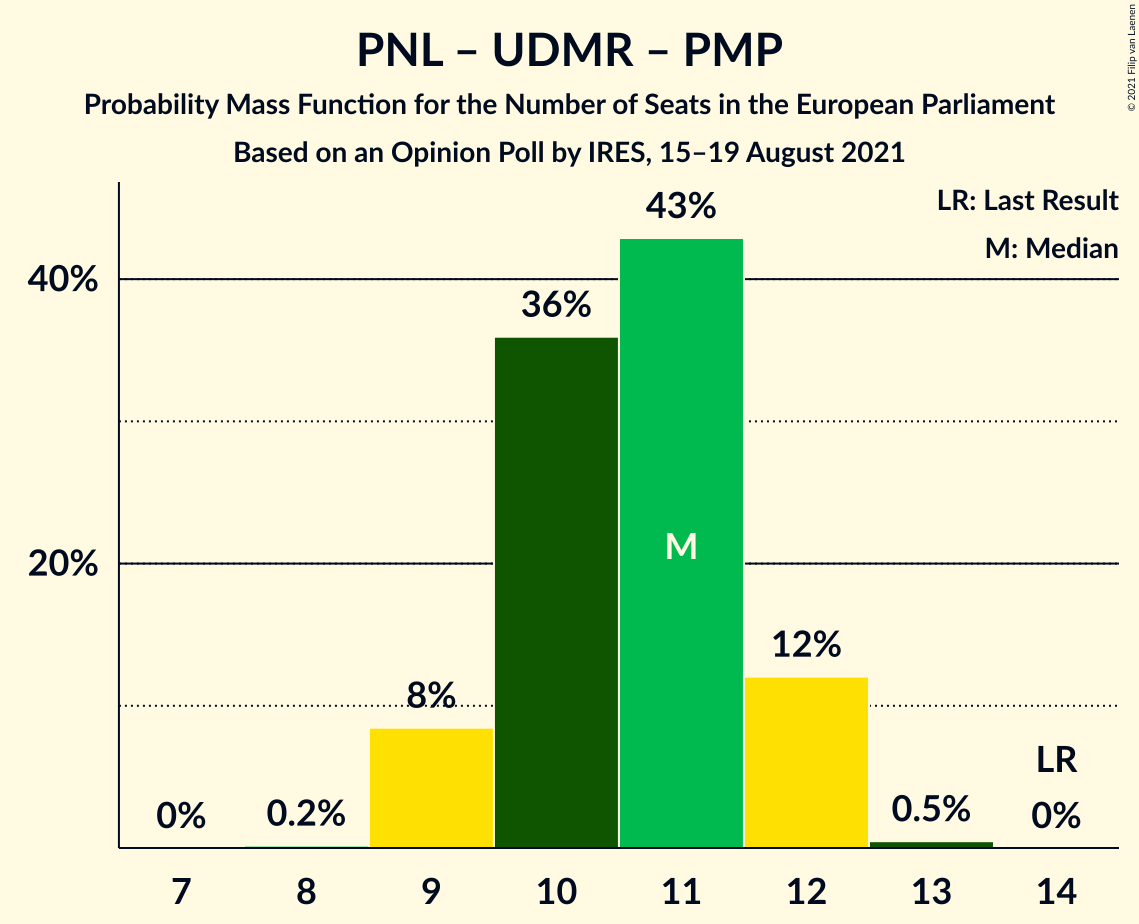 PNL – UDMR – PMP
Probability Mass Function for the Number of Seats in the European Parliament
Based on an Opinion Poll by IRES, 15–19 August 2021
© 2021 Filip van Laenen
LR: Last Result
M: Median
43%
40%
36%
M
20%
12%
8%
LR
0%
0.2%
0.5%
0%
7
8
9
10
11
12
13
14